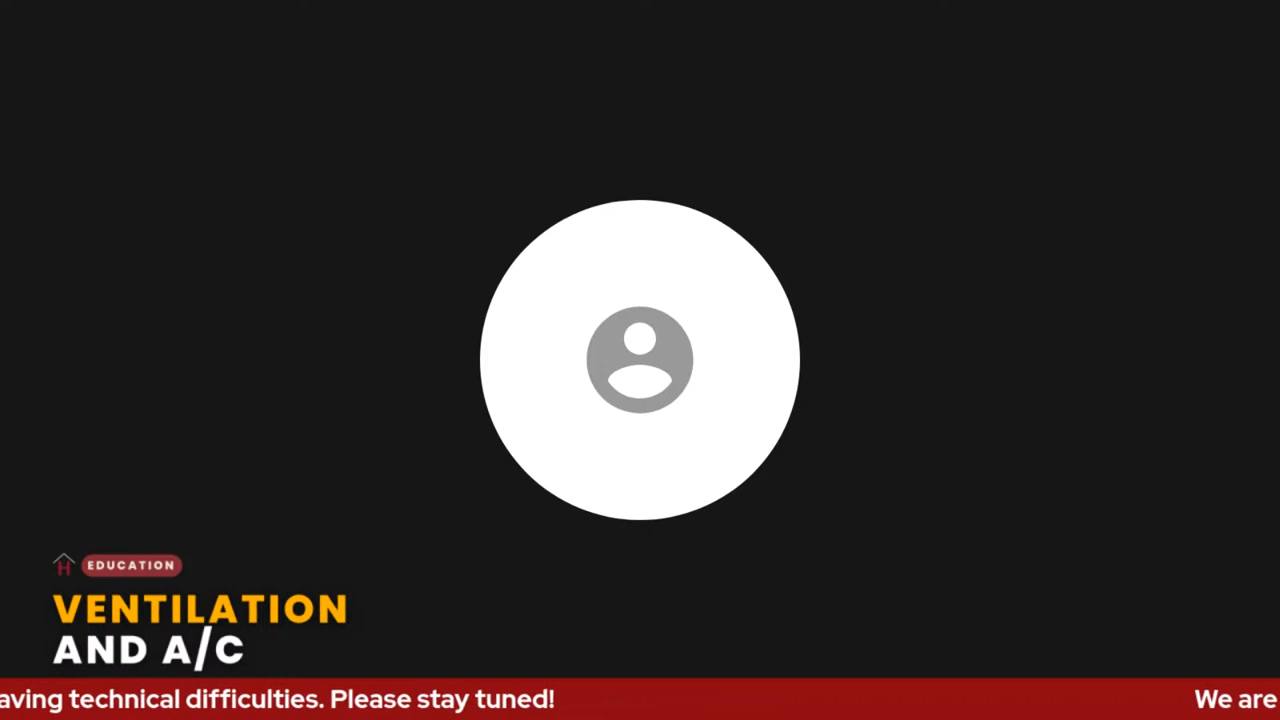 H EDUCATION
VENTILATION
AND A/C
aving technical difficulties. Please stay tuned! We are